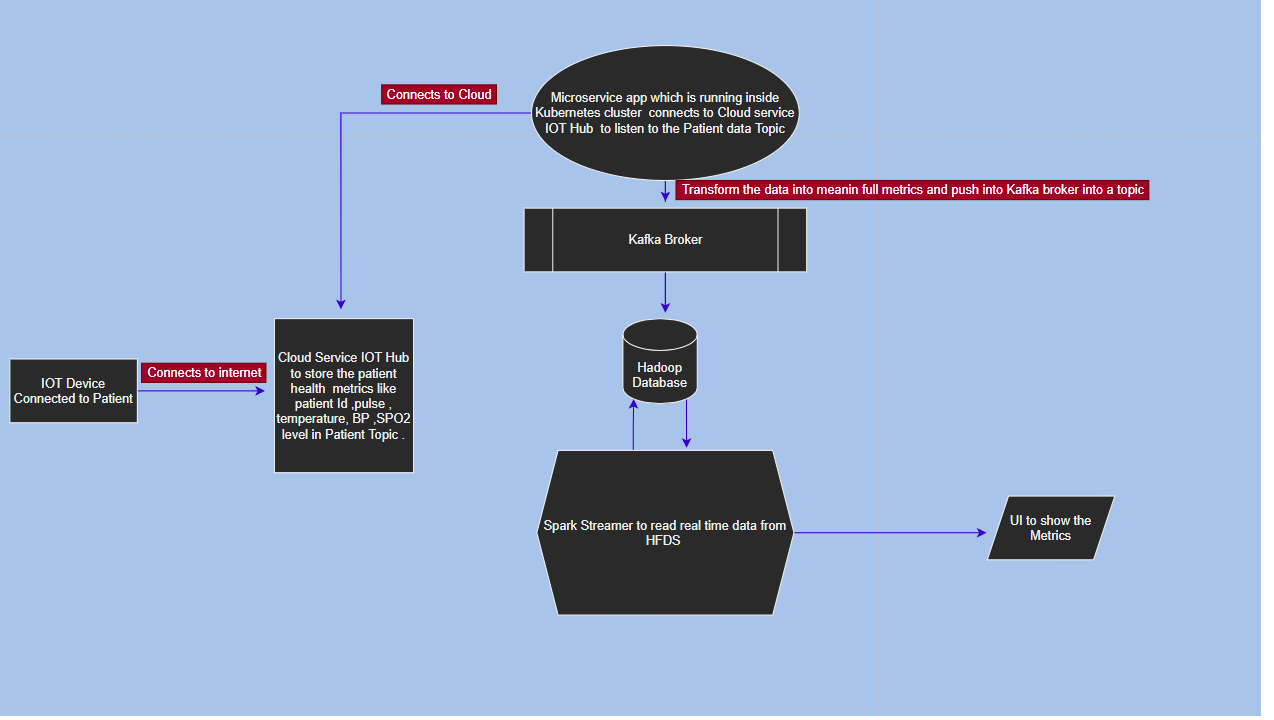 Connects to Cloud
Microservice app which is running inside
Kubernetes cluster connects to Cloud service
IOT Hub to listen to the Patient data Topic
Transform the data into meanin full metrics and push into Kafka broker into a topic
Kafka Broker
Hadoop
Database
IOT Device
Connected to Patient
Connects to internet
Cloud Service IOT Hub
to store the patient
health metrics like
patient Id ,pulse ,
temperature, BP ,SPO2
level in Patient Topic .
Spark Streamer to read real time data from
HFDS
UI to show the
Metrics